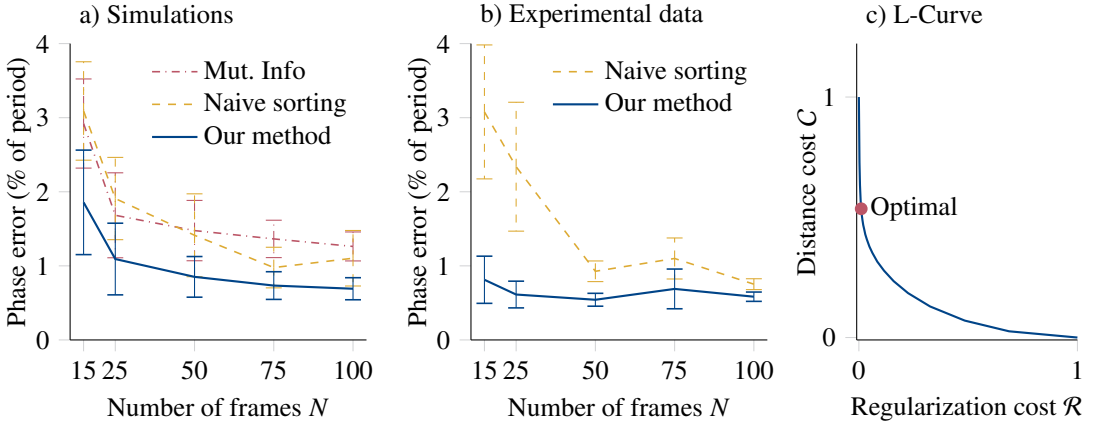 a) Simulations
Phase error (% of period)
4
3
2
1
0
15 25 50 75 100
Number of frames N
Mut. Info
Naive sorting
Our method
b) Experimental data
Phase error (% of period)
4
3
2
1
0
15 25 50 75 100
Number of frames N
Naive sorting
Our method
c) L-Curve
Distance cost C
1
0
Optimal
0 1
Regularization cost R